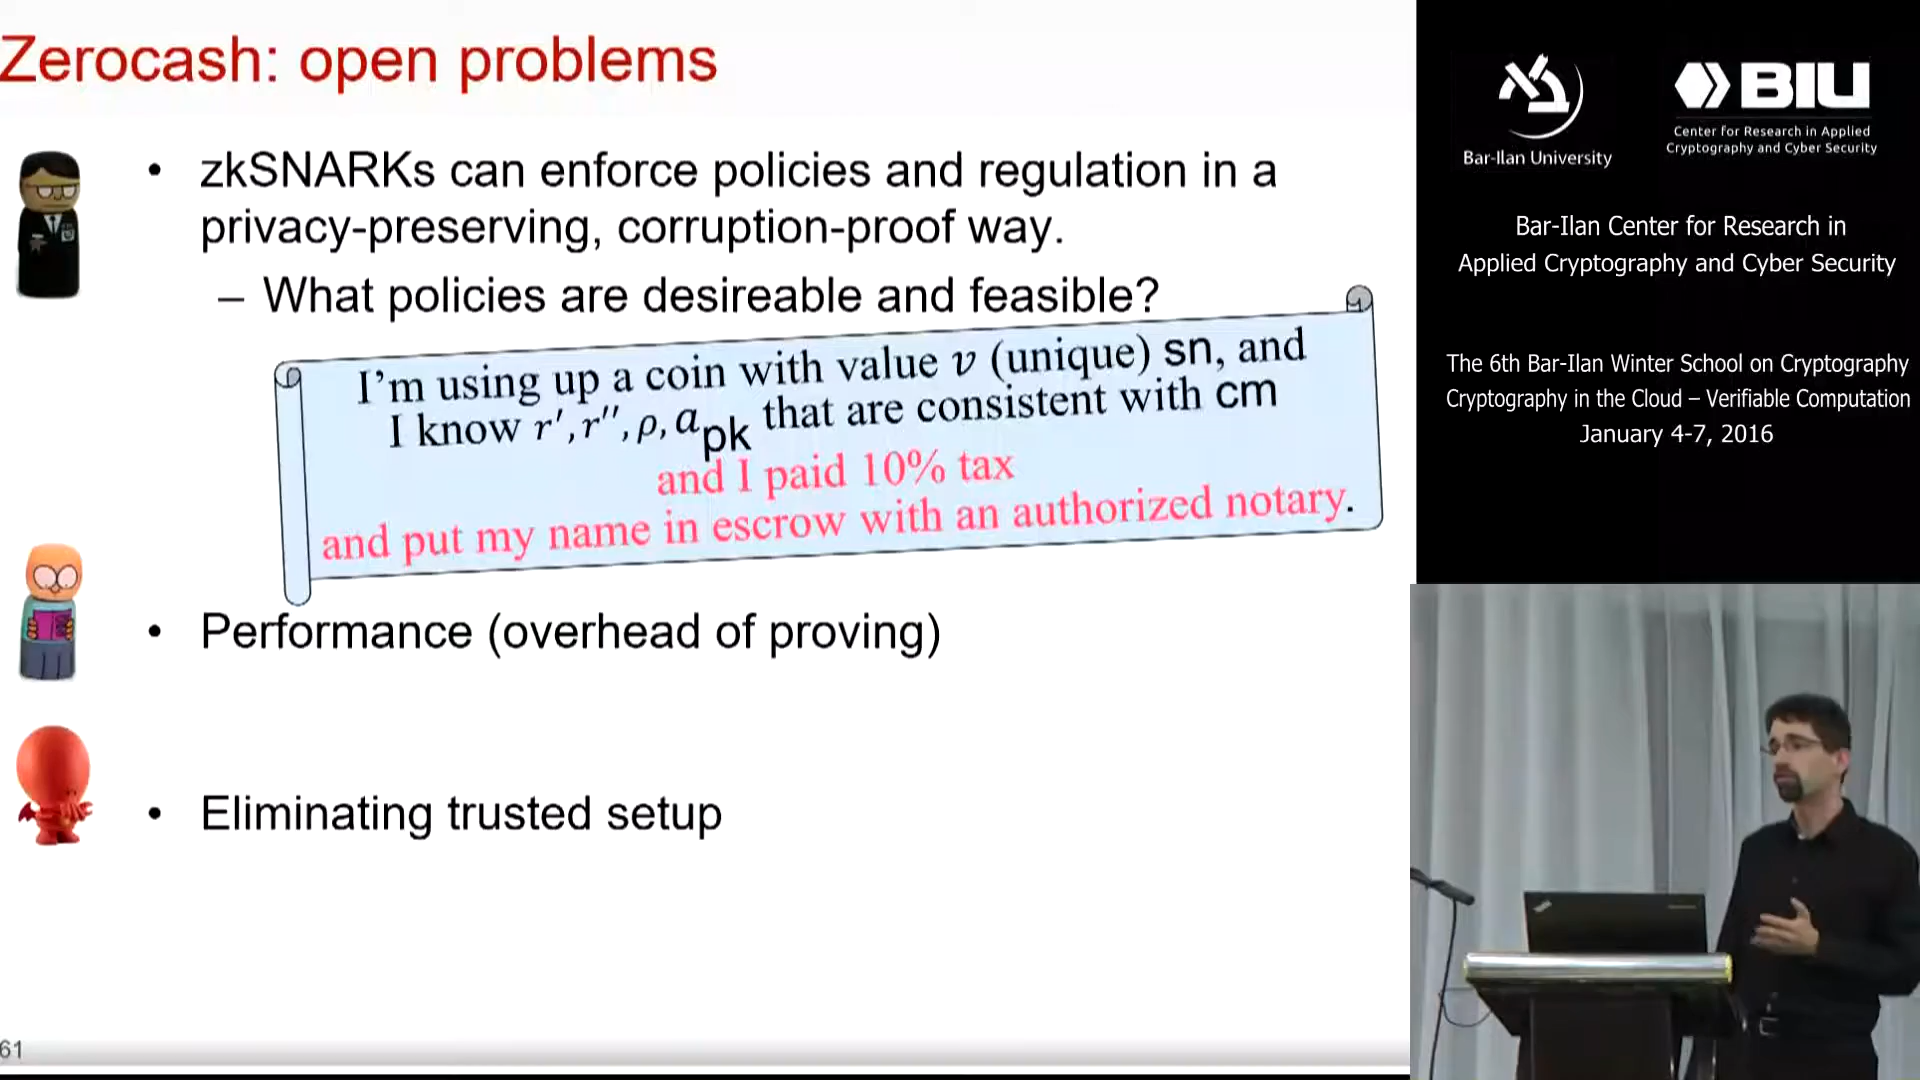 Zerocash: open problems
• zkSNARKs can enforce policies and regulation in a
privacy-preserving, corruption-proof way.
– What policies are desireable and feasible?
I'm using up a coin with value v (unique) sn, and
I know r′, r″, ρ, a_pk that are consistent with cm
and I paid 10% tax
and put my name in escrow with an authorized notary.
• Performance (overhead of proving)
• Eliminating trusted setup
61
Bar-Ilan University
BIU
Center for Research in Applied
Cryptography and Cyber Security
Bar-Ilan Center for Research in
Applied Cryptography and Cyber Security
The 6th Bar-Ilan Winter School on Cryptography
Cryptography in the Cloud – Verifiable Computation
January 4-7, 2016